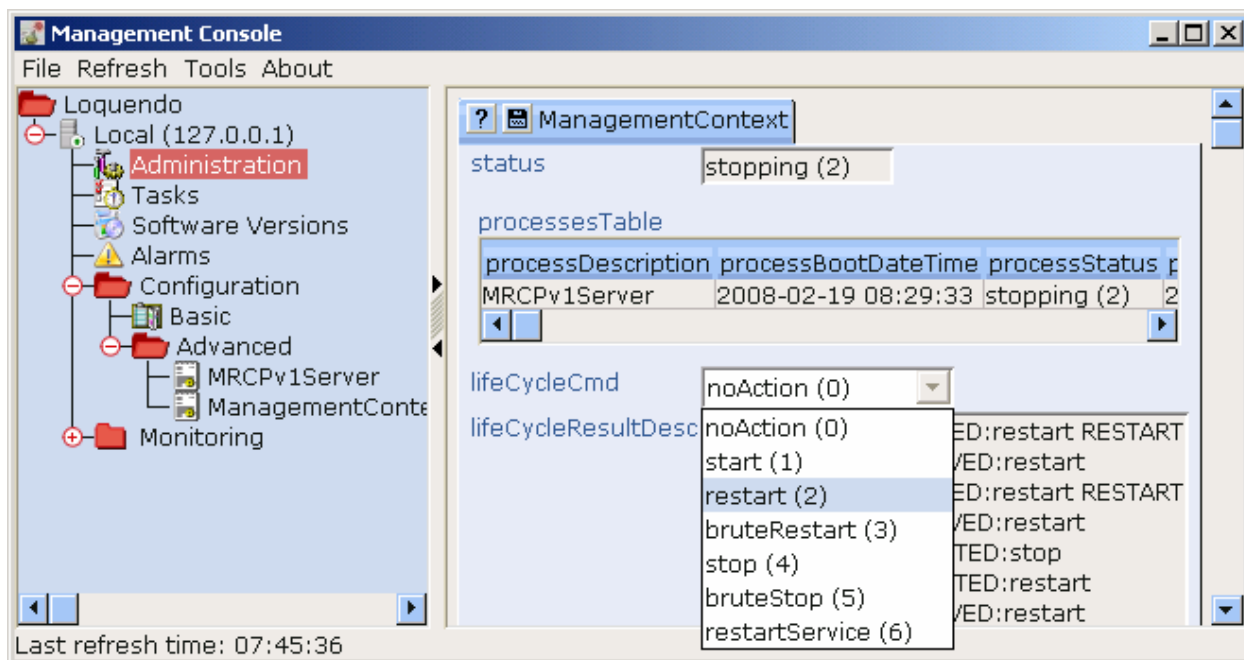 Management Console
File Refresh Tools About
Loquendo
Local (127.0.0.1)
Administration
Tasks
Software Versions
Alarms
Configuration
Basic
Advanced
MRCPv1Server
ManagementConte
Monitoring
? ManagementContext
status stopping (2)
processesTable
processDescription processBootDateTime processStatus p
MRCPv1Server 2008-02-19 08:29:33 stopping (2) 2
lifeCycleCmd noAction (0)
lifeCycleResultDesc
noAction (0)
start (1)
restart (2)
bruteRestart (3)
stop (4)
bruteStop (5)
restartService (6)
ED:restart RESTART
VED:restart
ED:restart RESTART
VED:restart
TED:stop
TED:restart
VED:restart
Last refresh time: 07:45:36